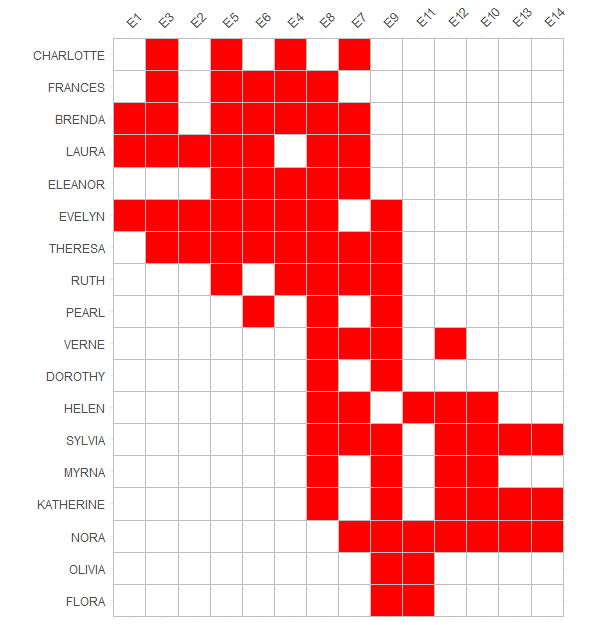 E1 E3 E2 E5 E6 E4 E8 E7 E9 E11 E12 E10 E13 E14
CHARLOTTE
FRANCES
BRENDA
LAURA
ELEANOR
EVELYN
THERESA
RUTH
PEARL
VERNE
DOROTHY
HELEN
SYLVIA
MYRNA
KATHERINE
NORA
OLIVIA
FLORA